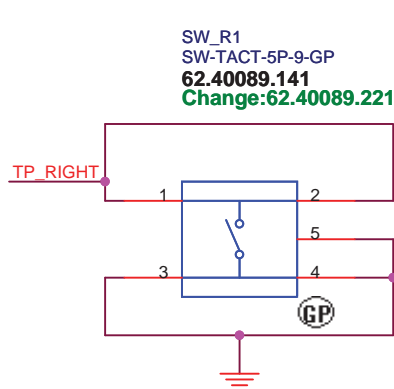 SW_R1
SW-TACT-5P-9-GP
62.40089.141
Change:62.40089.221
TP_RIGHT
1
2
5
3
4
GP